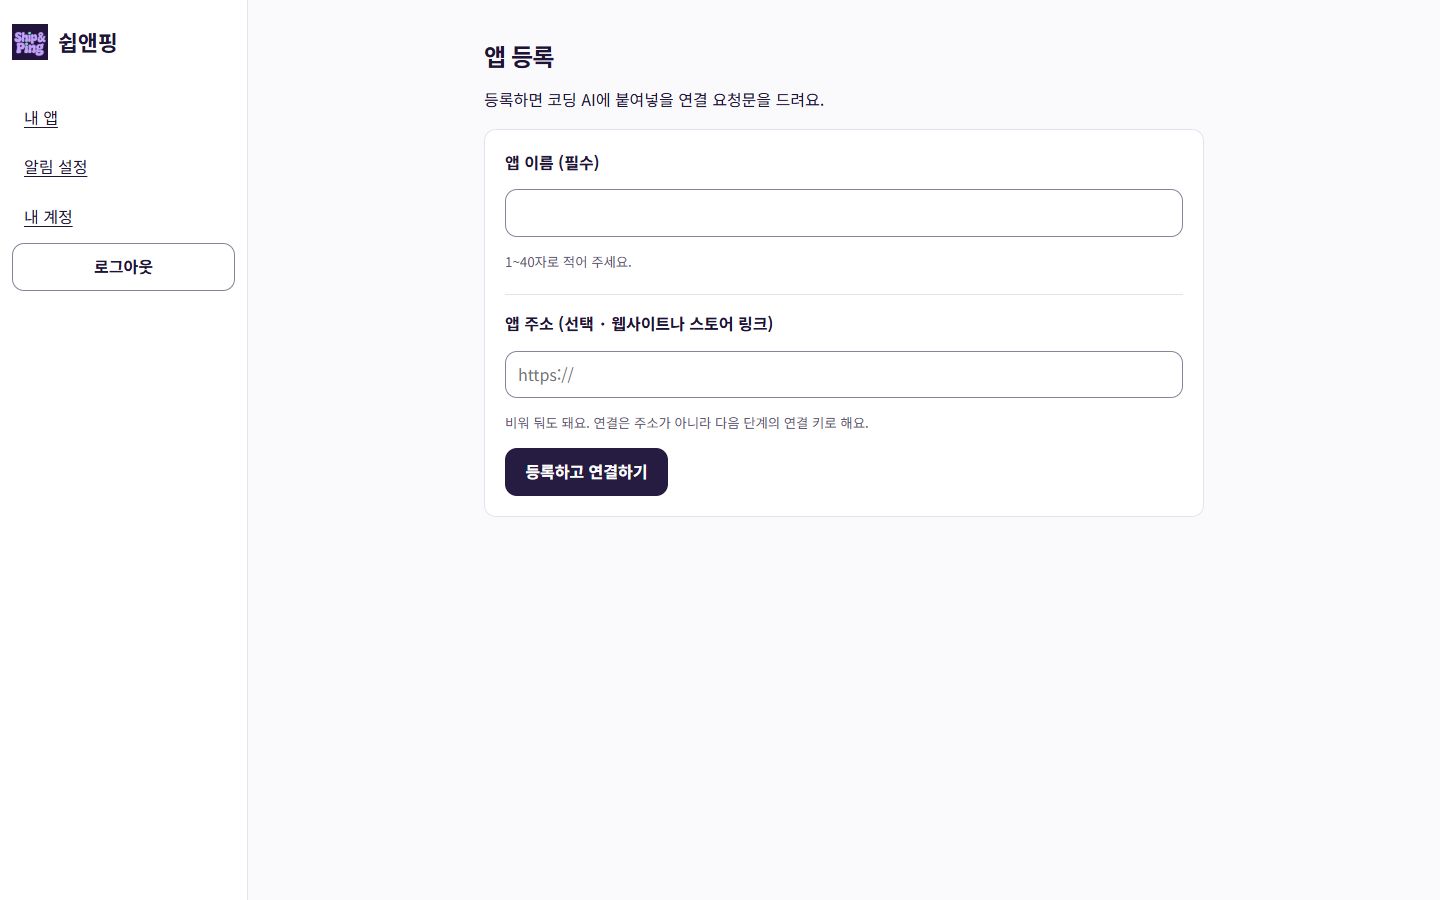 Ship&
Ping
쉽앤핑
내 앱
알림 설정
내 계정
로그아웃
앱 등록
등록하면 코딩 AI에 붙여넣을 연결 요청문을 드려요.
앱 이름 (필수)
1~40자로 적어 주세요.
앱 주소 (선택 · 웹사이트나 스토어 링크)
https://
비워 둬도 돼요. 연결은 주소가 아니라 다음 단계의 연결 키로 해요.
등록하고 연결하기